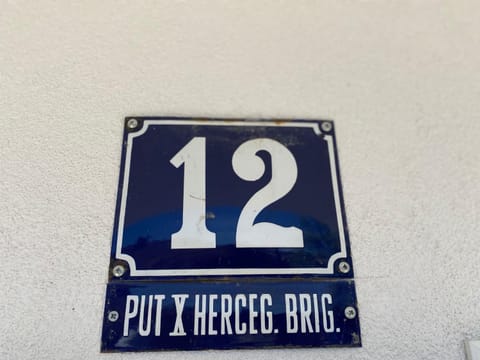 12
PUT X HERCEG. BRIG.